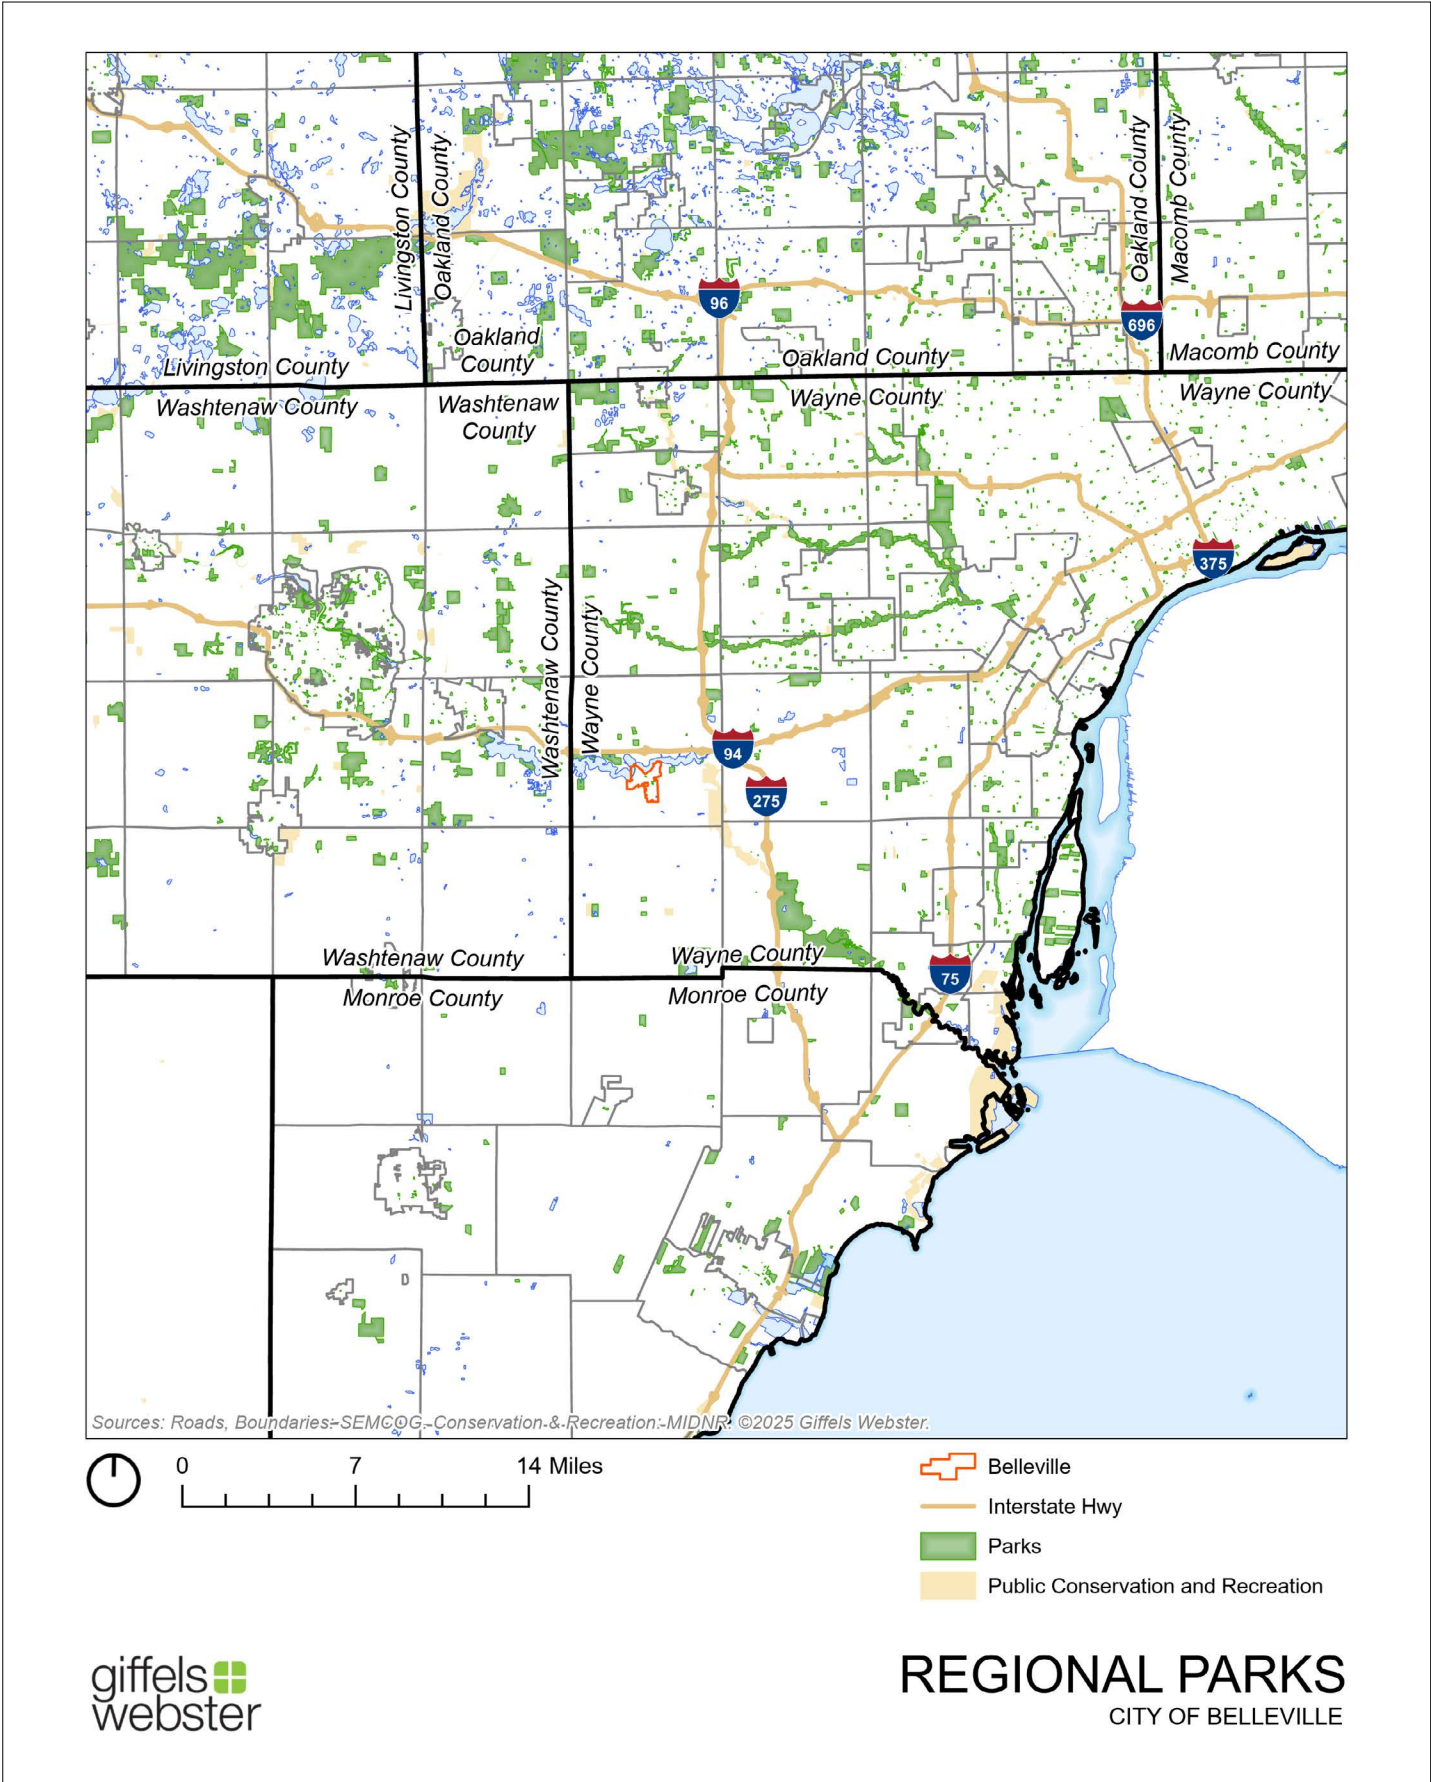 Livingston County
Oakland County
Oakland County
Macomb County
96
696
Oakland
County
Livingston County
Oakland County
Macomb County
Washtenaw County
Washtenaw
County
Wayne County
Wayne County
375
Washtenaw County
Wayne County
94
275
Washtenaw County
Wayne County
75
Monroe County
Monroe County
Sources: Roads, Boundaries: SEMCOG. Conservation & Recreation: MIDNR. ©2025 Giffels Webster.
0 7 14 Miles
Belleville
Interstate Hwy
Parks
Public Conservation and Recreation
giffels
webster
REGIONAL PARKS
CITY OF BELLEVILLE